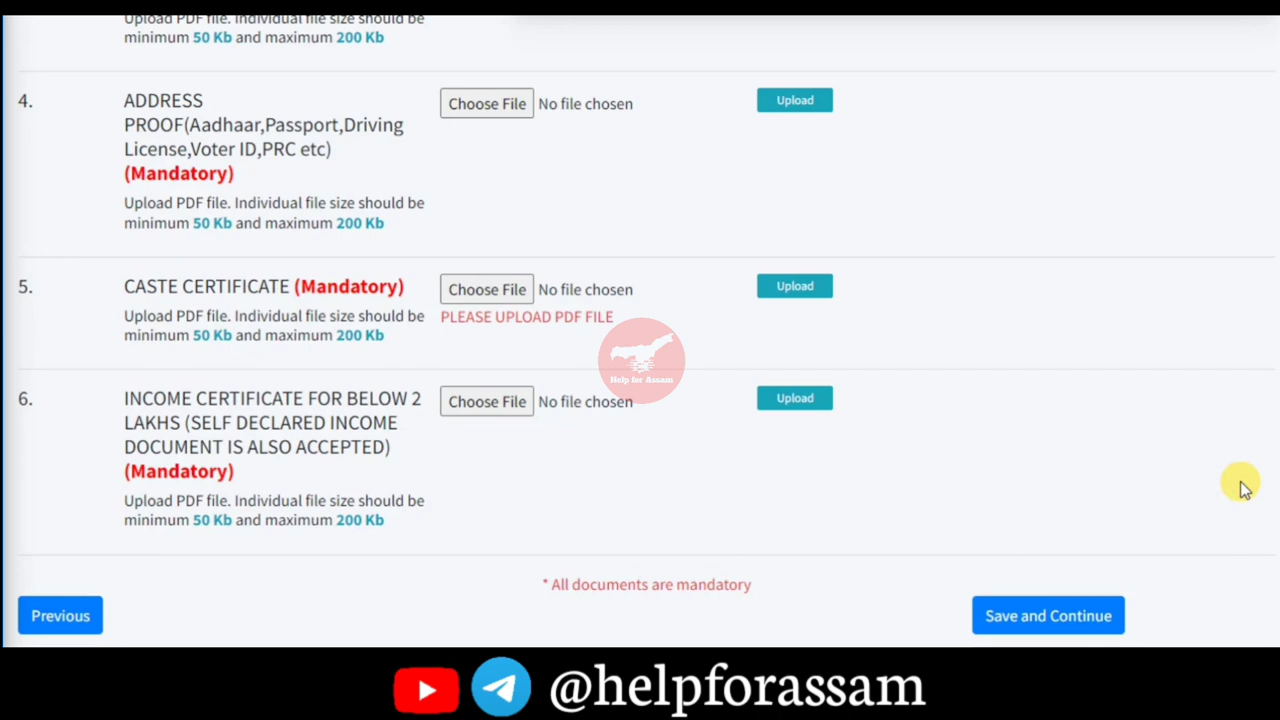 Upload PDF file. Individual file size should be
minimum 50 Kb and maximum 200 Kb
4.
ADDRESS
PROOF(Aadhaar,Passport,Driving
License,Voter ID,PRC etc)
(Mandatory)
Upload PDF file. Individual file size should be
minimum 50 Kb and maximum 200 Kb
Choose File No file chosen
Upload
5.
CASTE CERTIFICATE (Mandatory)
Upload PDF file. Individual file size should be
minimum 50 Kb and maximum 200 Kb
Choose File No file chosen
PLEASE UPLOAD PDF FILE
Upload
Help for Assam
6.
INCOME CERTIFICATE FOR BELOW 2
LAKHS (SELF DECLARED INCOME
DOCUMENT IS ALSO ACCEPTED)
(Mandatory)
Upload PDF file. Individual file size should be
minimum 50 Kb and maximum 200 Kb
Choose File No file chosen
Upload
* All documents are mandatory
Previous
Save and Continue
@helpforassam